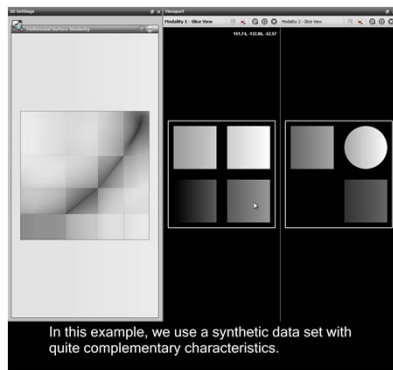 3D Settings
Viewport
Multimodal Surface Similarity
Modality 1 - Slice View
Modality 2 - Slice View
In this example, we use a synthetic data set with
quite complementary characteristics.